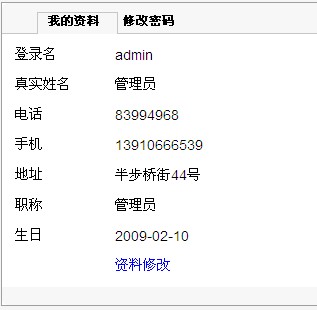 我的资料 修改密码
登录名 admin
真实姓名 管理员
电话 83994968
手机 13910666539
地址 半步桥街44号
职称 管理员
生日 2009-02-10
资料修改